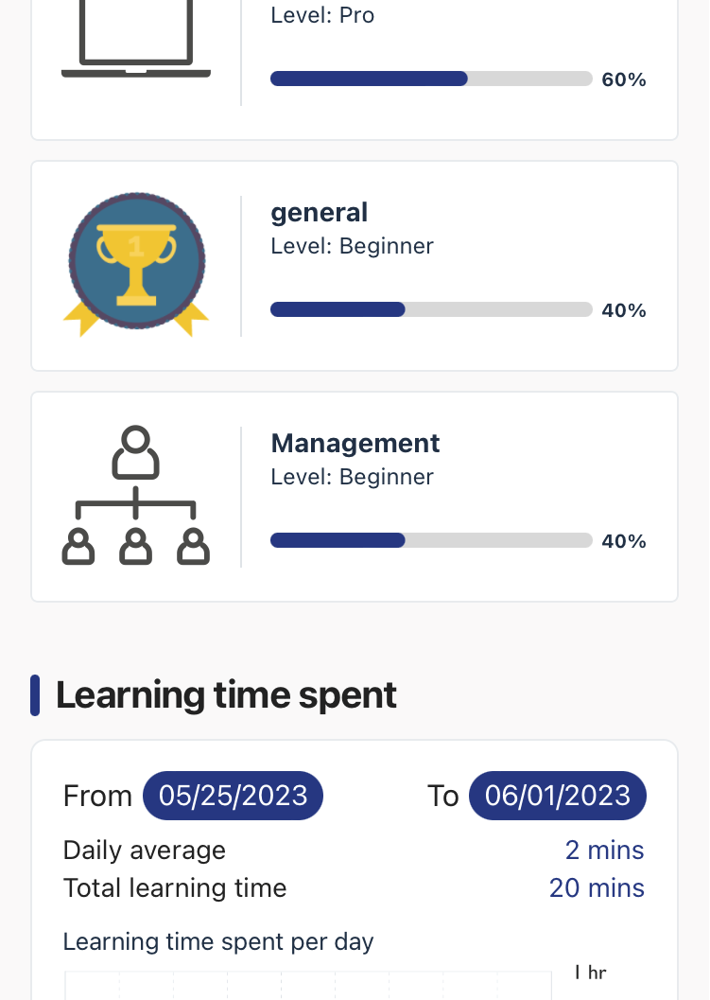 Level: Pro
60%
1
general
Level: Beginner
40%
Management
Level: Beginner
40%
Learning time spent
From 05/25/2023 To 06/01/2023
Daily average 2 mins
Total learning time 20 mins
Learning time spent per day
1 hr